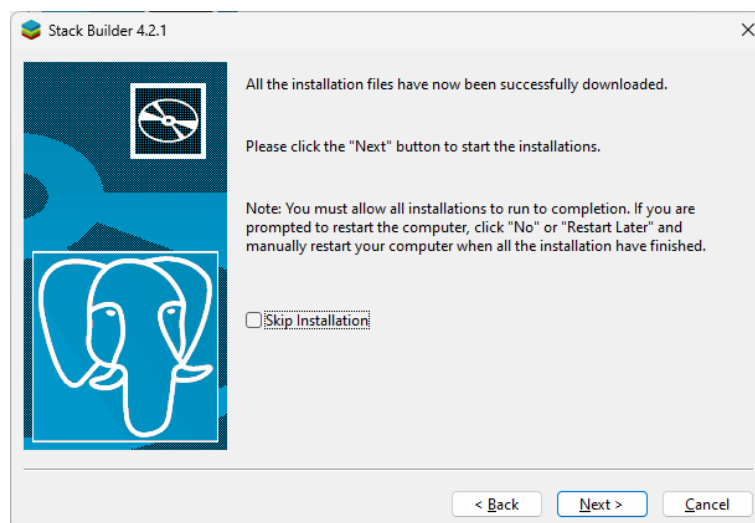 Stack Builder 4.2.1
All the installation files have now been successfully downloaded.
Please click the "Next" button to start the installations.
Note: You must allow all installations to run to completion. If you are
prompted to restart the computer, click "No" or "Restart Later" and
manually restart your computer when all the installation have finished.
Skip Installation
< Back
Next >
Cancel